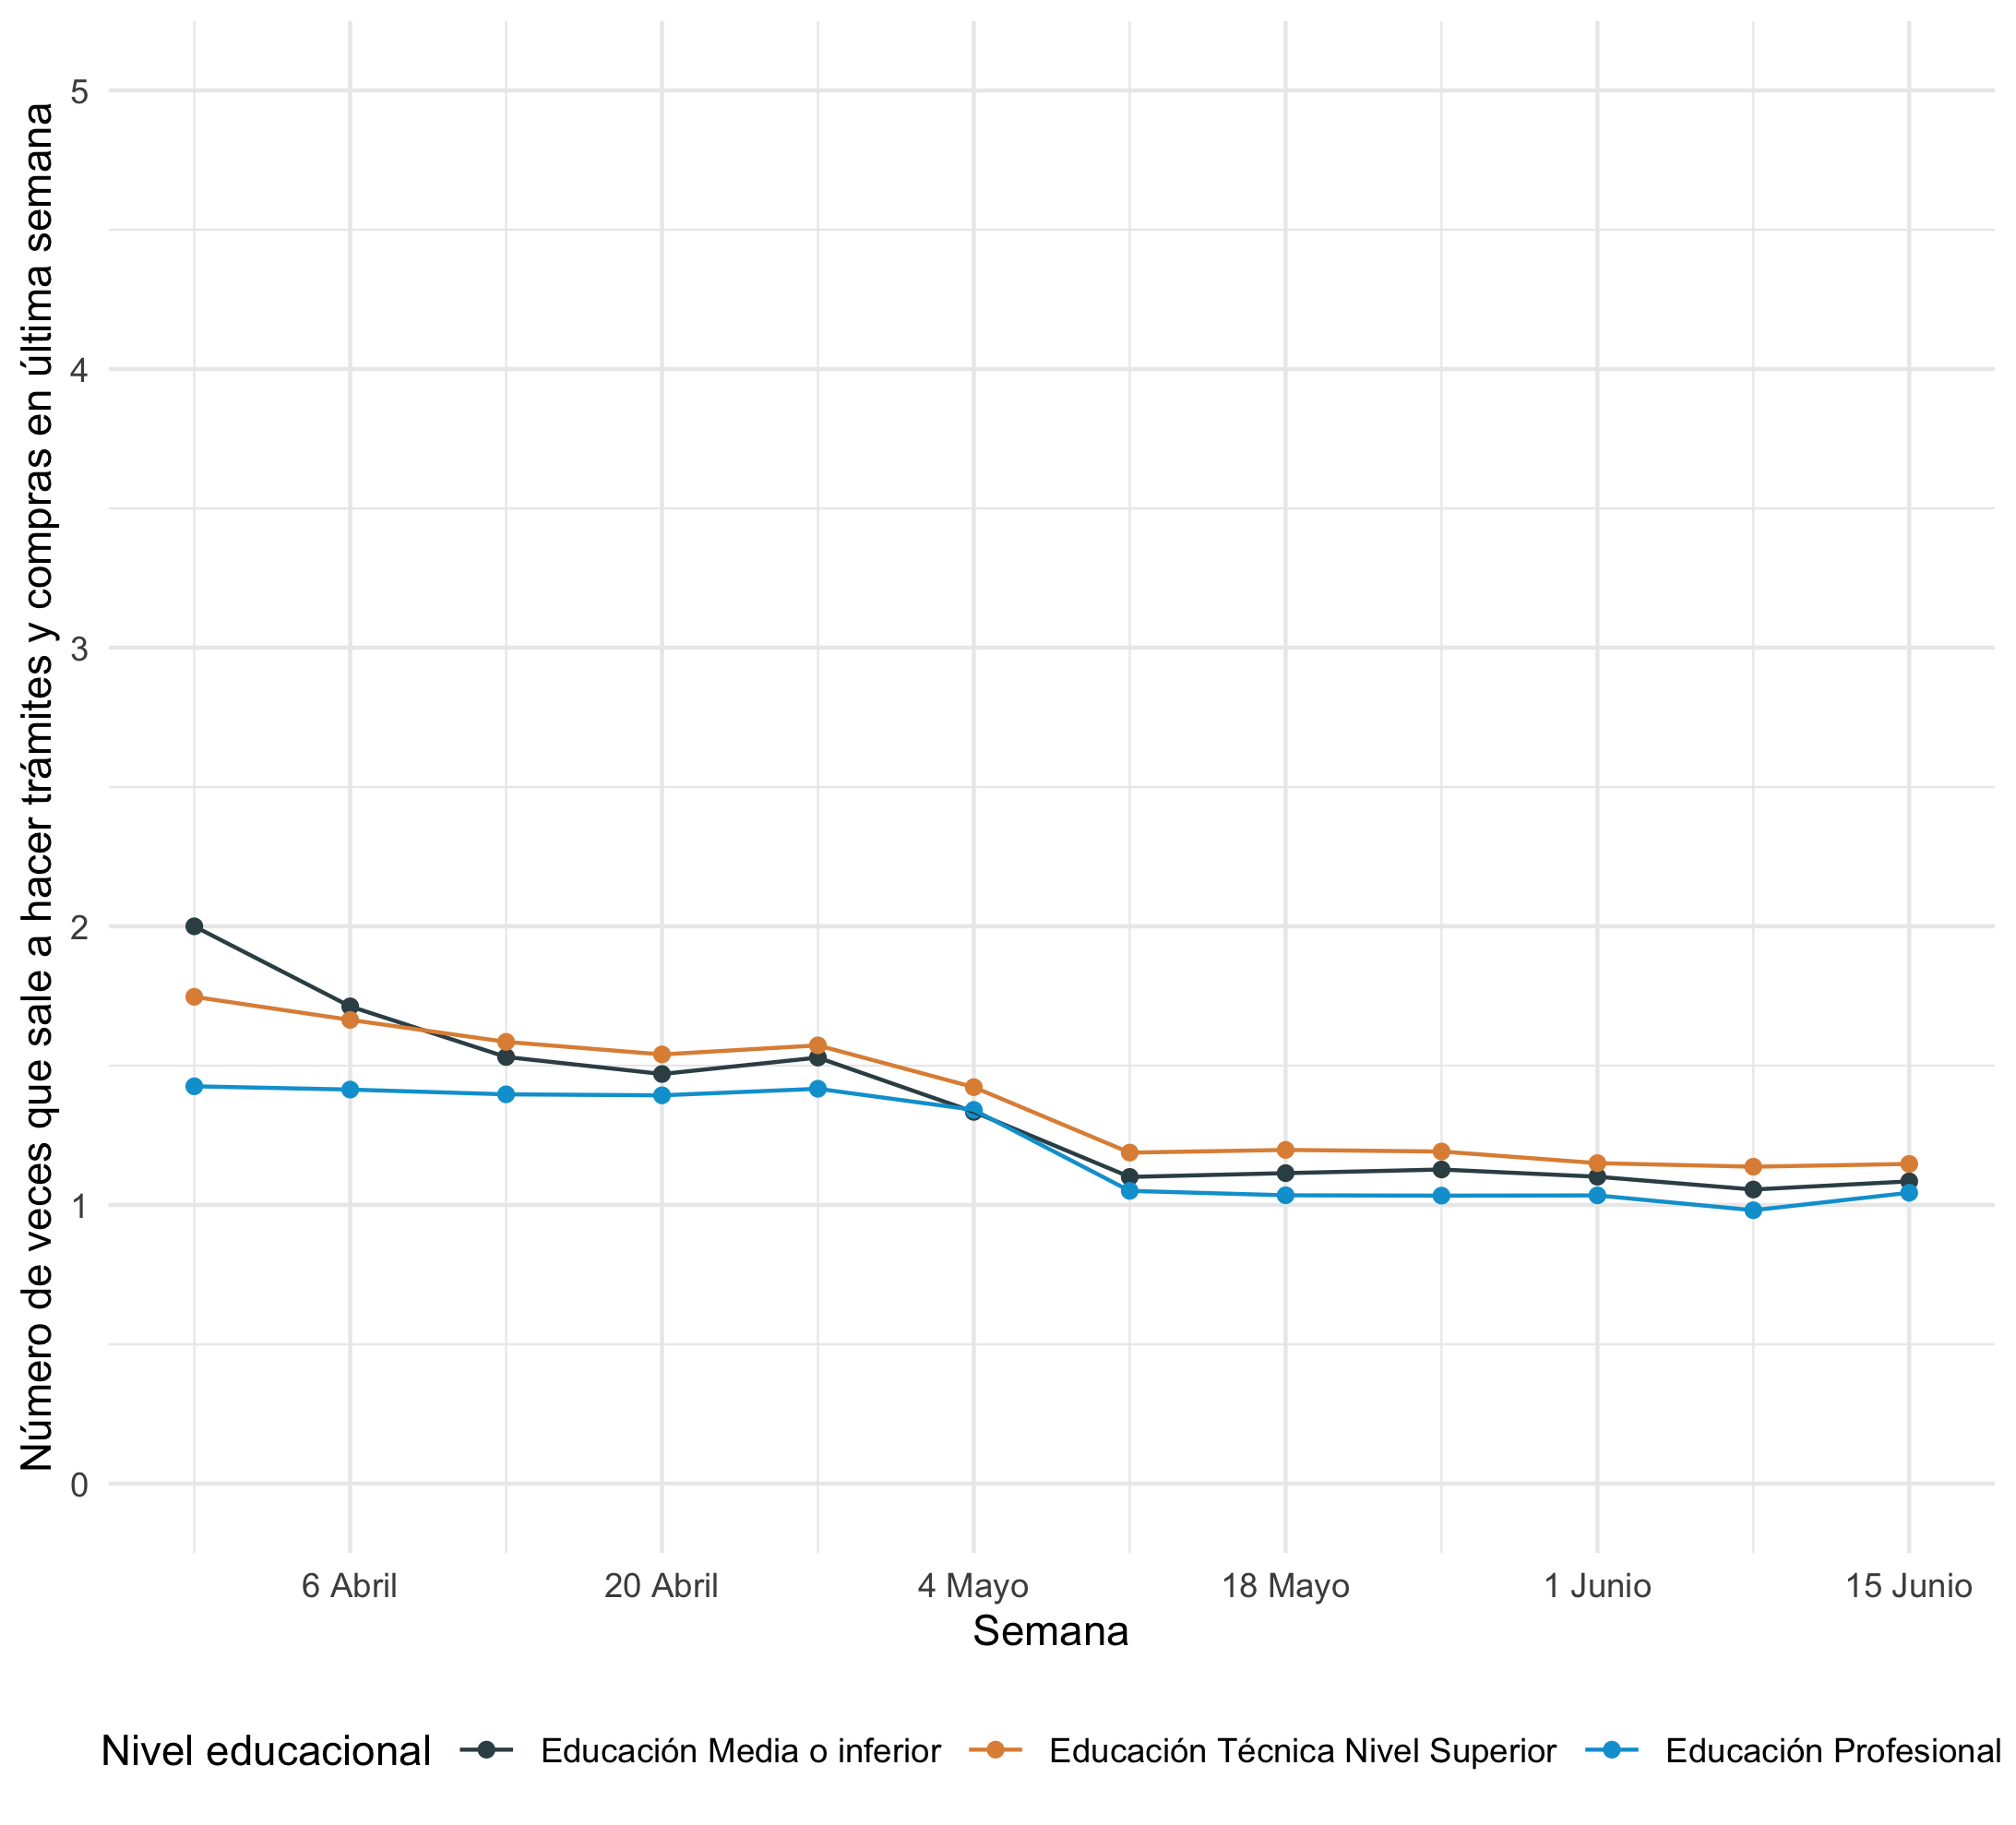 Número de veces que sale a hacer trámites y compras en última semana
5
4
3
2
1
0
6 Abril 20 Abril 4 Mayo 18 Mayo 1 Junio 15 Junio
Semana
Nivel educacional Educación Media o inferior Educación Técnica Nivel Superior Educación Profesional